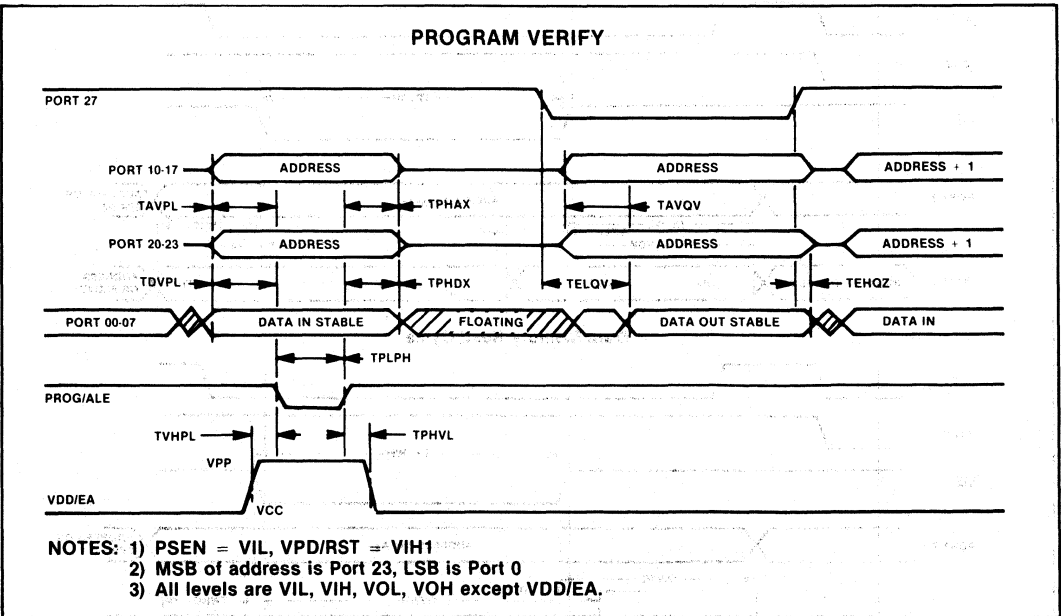 PROGRAM VERIFY
PORT 27
PORT 10-17 ADDRESS ADDRESS ADDRESS + 1
TAVPL TPHAX TAVQV
PORT 20-23 ADDRESS ADDRESS ADDRESS + 1
TDVPL TPHDX TELQV TEHQZ
PORT 00-07 DATA IN STABLE FLOATING DATA OUT STABLE DATA IN
TPLPH
PROG/ALE
TVHPL TPHVL
VPP
VDD/EA
VCC
NOTES: 1) PSEN = VIL, VPD/RST = VIH1
2) MSB of address is Port 23, LSB is Port 0
3) All levels are VIL, VIH, VOL, VOH except VDD/EA.